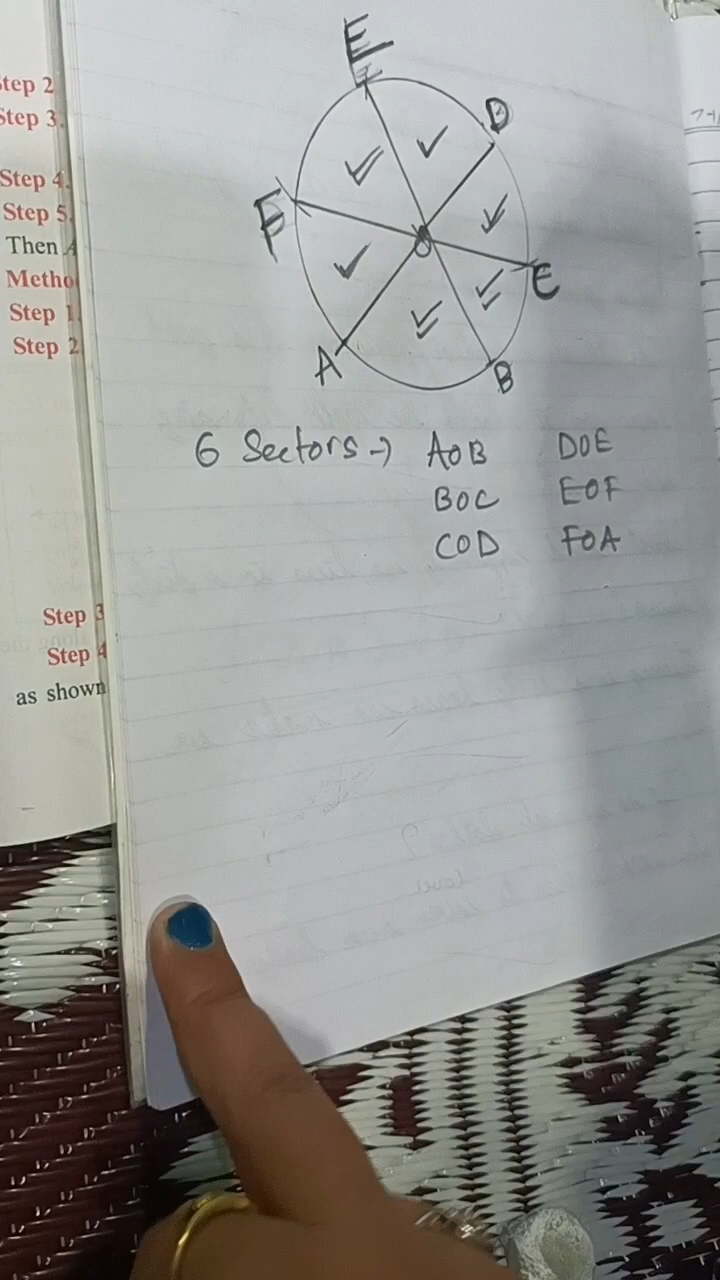 Step 2
Step 3.
Step 4.
Step 5.
Then A
Metho
Step 1.
Step 2
Step 3
Step 4
as shown
E
D
F
O
C
A
B
6 Sectors → AOB DOE
BOC EOF
COD FOA